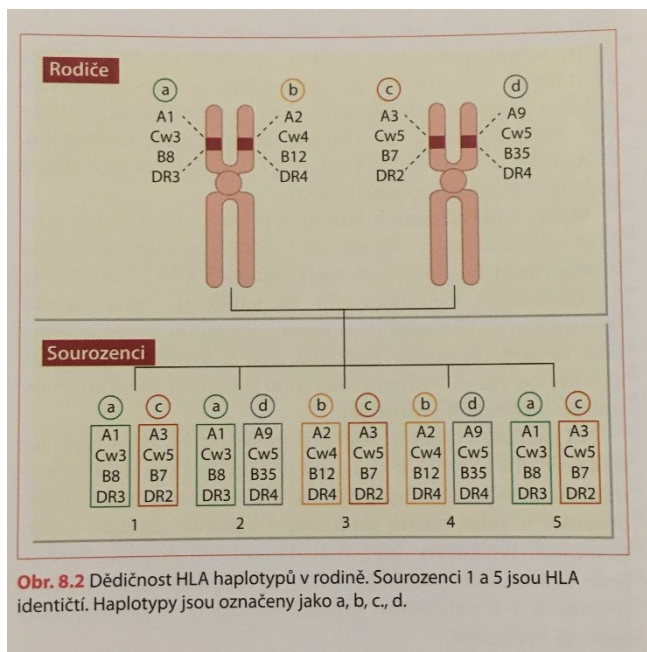 Rodiče
a b c d
A1 A2 A3 A9
Cw3 Cw4 Cw5 Cw5
B8 B12 B7 B35
DR3 DR4 DR2 DR4
Sourozenci
a c a d b c b d a c
A1 A3 A1 A9 A2 A3 A2 A9 A1 A3
Cw3 Cw5 Cw3 Cw5 Cw4 Cw5 Cw4 Cw5 Cw3 Cw5
B8 B7 B8 B35 B12 B7 B12 B35 B8 B7
DR3 DR2 DR3 DR4 DR4 DR2 DR4 DR4 DR3 DR2
1 2 3 4 5
Obr. 8.2 Dědičnost HLA haplotypů v rodině. Sourozenci 1 a 5 jsou HLA
identičtí. Haplotypy jsou označeny jako a, b, c., d.